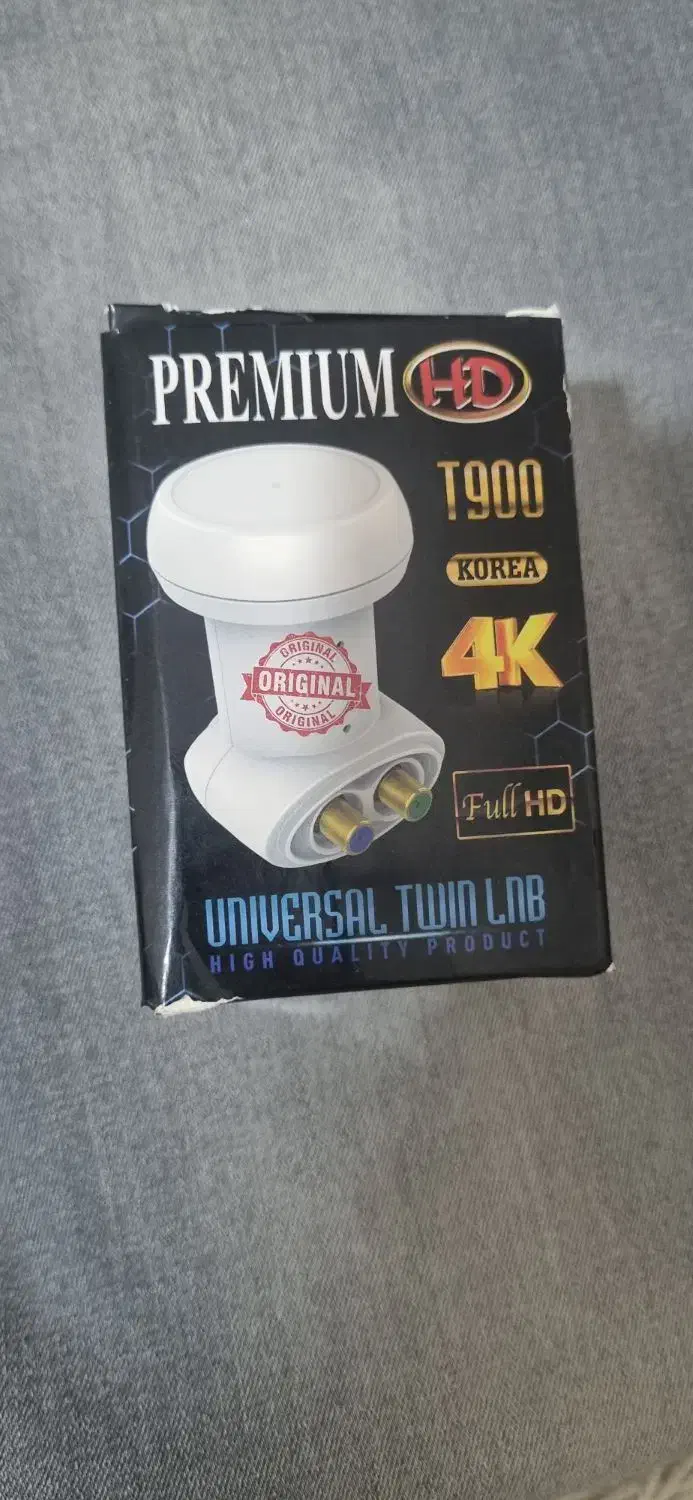 PREMIUM HD
T900
KOREA
4K
ORIGINAL
ORIGINAL
ORIGINAL
Full HD
UNIVERSAL TWIN LNB
HIGH QUALITY PRODUCT